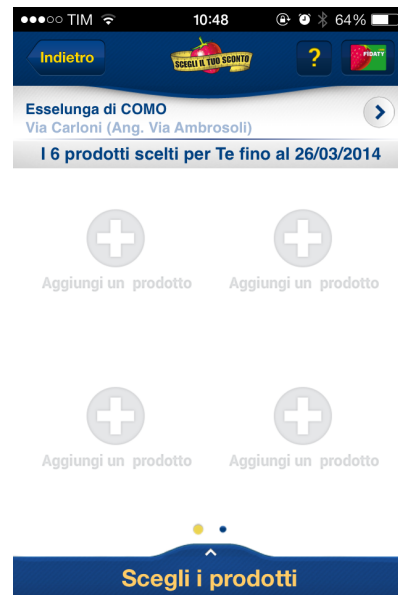 TIM 10:48 64%
Indietro
SCEGLI IL TUO SCONTO
?
FIDATY
Esselunga di COMO
Via Carloni (Ang. Via Ambrosoli)
I 6 prodotti scelti per Te fino al 26/03/2014
Aggiungi un prodotto Aggiungi un prodotto
Aggiungi un prodotto Aggiungi un prodotto
Scegli i prodotti